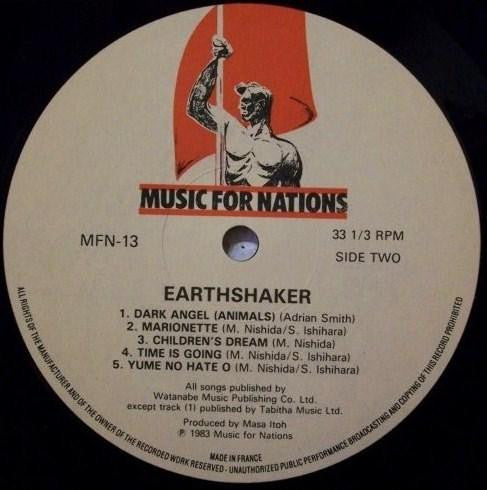 MUSIC FOR NATIONS
MFN-13
33 1/3 RPM
SIDE TWO
EARTHSHAKER
1. DARK ANGEL (ANIMALS) (Adrian Smith)
2. MARIONETTE (M. Nishida/S. Ishihara)
3. CHILDREN'S DREAM (M. Nishida)
4. TIME IS GOING (M. Nishida/S. Ishihara)
5. YUME NO HATE O (M. Nishida/S. Ishihara)
All songs published by
Watanabe Music Publishing Co. Ltd.
except track (1) published by Tabitha Music Ltd.
Produced by Masa Itoh
℗ 1983 Music for Nations
MADE IN FRANCE
ALL RIGHTS OF THE MANUFACTURER AND OF THE OWNER OF THE RECORDED WORK RESERVED - UNAUTHORIZED PUBLIC PERFORMANCE BROADCASTING AND COPYING OF THIS RECORD PROHIBITED